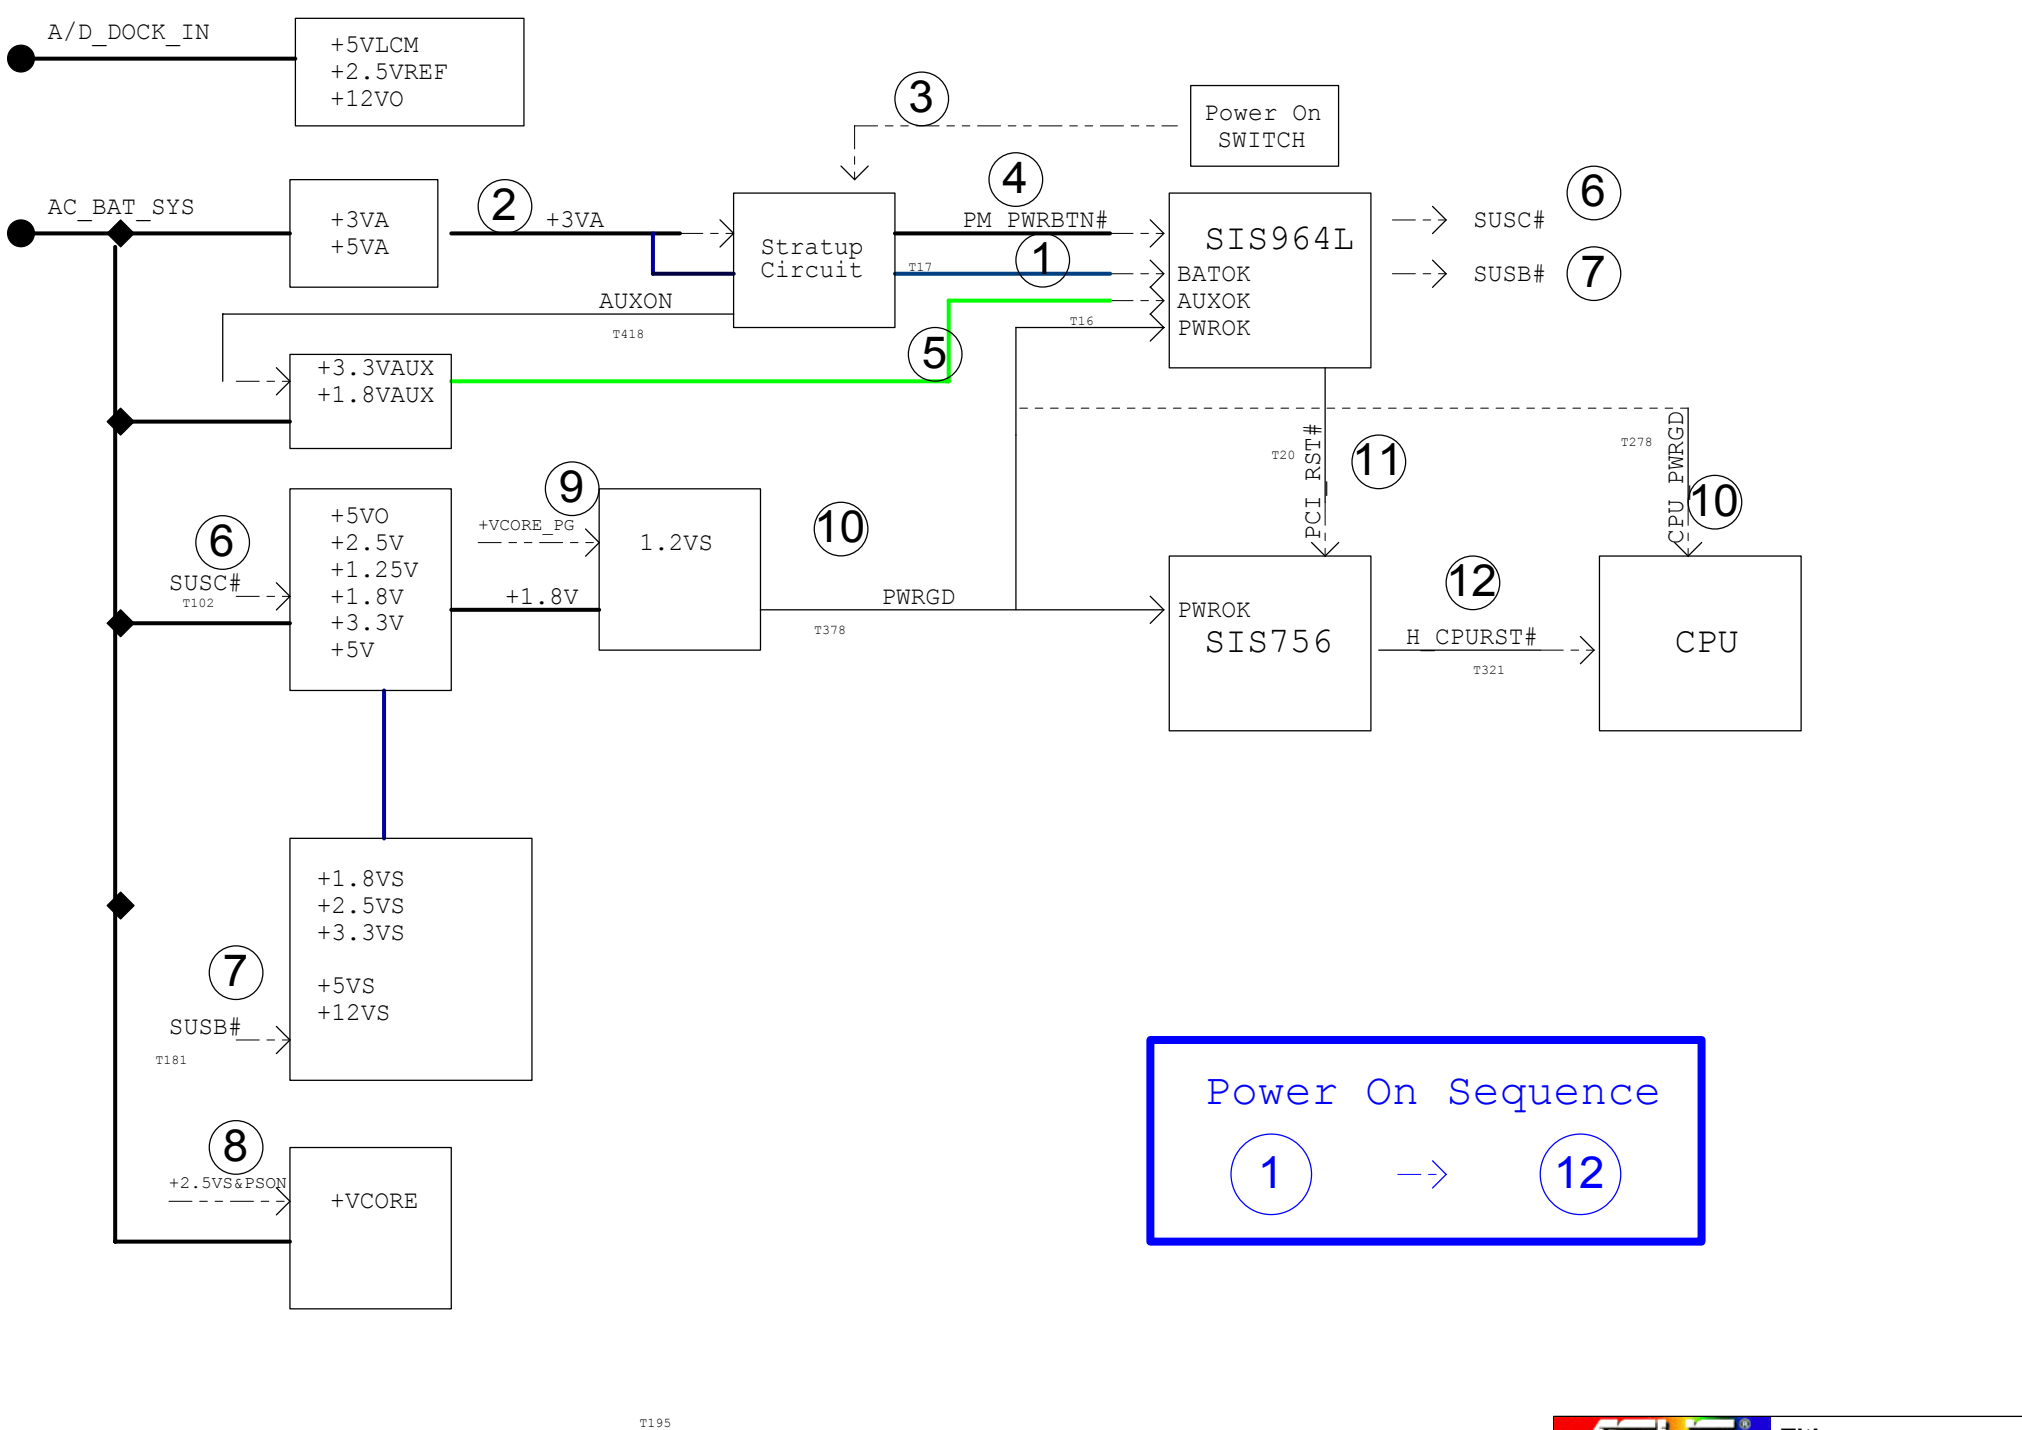 A/D_DOCK_IN
+5VLCM
+2.5VREF
+12VO
3
Power On
SWITCH
AC_BAT_SYS
+3VA
+5VA
2
+3VA
Stratup
Circuit
4
PM_PWRBTN#
1
T17
SIS964L
BATOK
AUXOK
PWROK
T16
SUSC#
6
SUSB#
7
AUXON
T418
5
+3.3VAUX
+1.8VAUX
T20
PCI_RST#
11
T278
CPU_PWRGD
10
6
SUSC#
T102
+5VO
+2.5V
+1.25V
+1.8V
+3.3V
+5V
9
+VCORE_PG
+1.8V
1.2VS
10
PWRGD
T378
PWROK
SIS756
12
H_CPURST#
T321
CPU
+1.8VS
+2.5VS
+3.3VS
+5VS
+12VS
7
SUSB#
T181
8
+2.5VS&PSON
+VCORE
Power On Sequence
1
12
T195